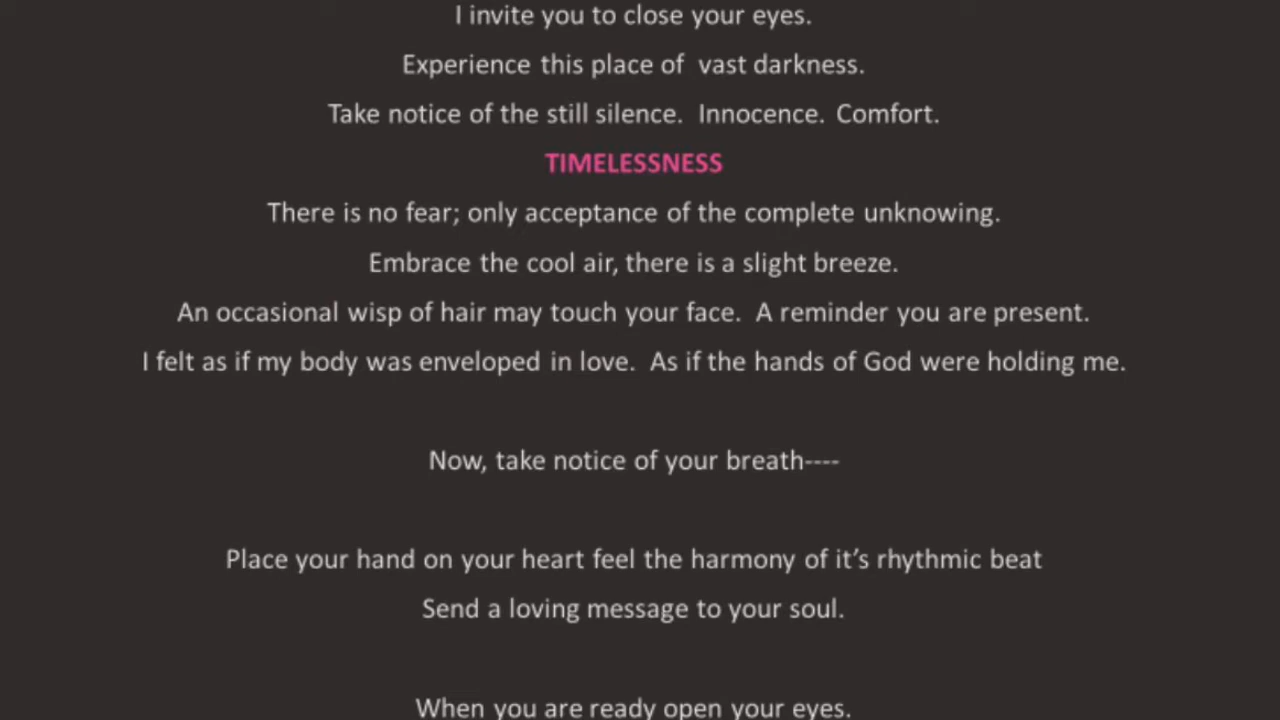 I invite you to close your eyes.
Experience this place of  vast darkness.
Take notice of the still silence.  Innocence.  Comfort.
TIMELESSNESS
There is no fear; only acceptance of the complete unknowing.
Embrace the cool air, there is a slight breeze.
An occasional wisp of hair may touch your face.  A reminder you are present.
I felt as if my body was enveloped in love.  As if the hands of God were holding me.
Now, take notice of your breath----
Place your hand on your heart feel the harmony of it’s rhythmic beat
Send a loving message to your soul.
When you are ready open your eyes.